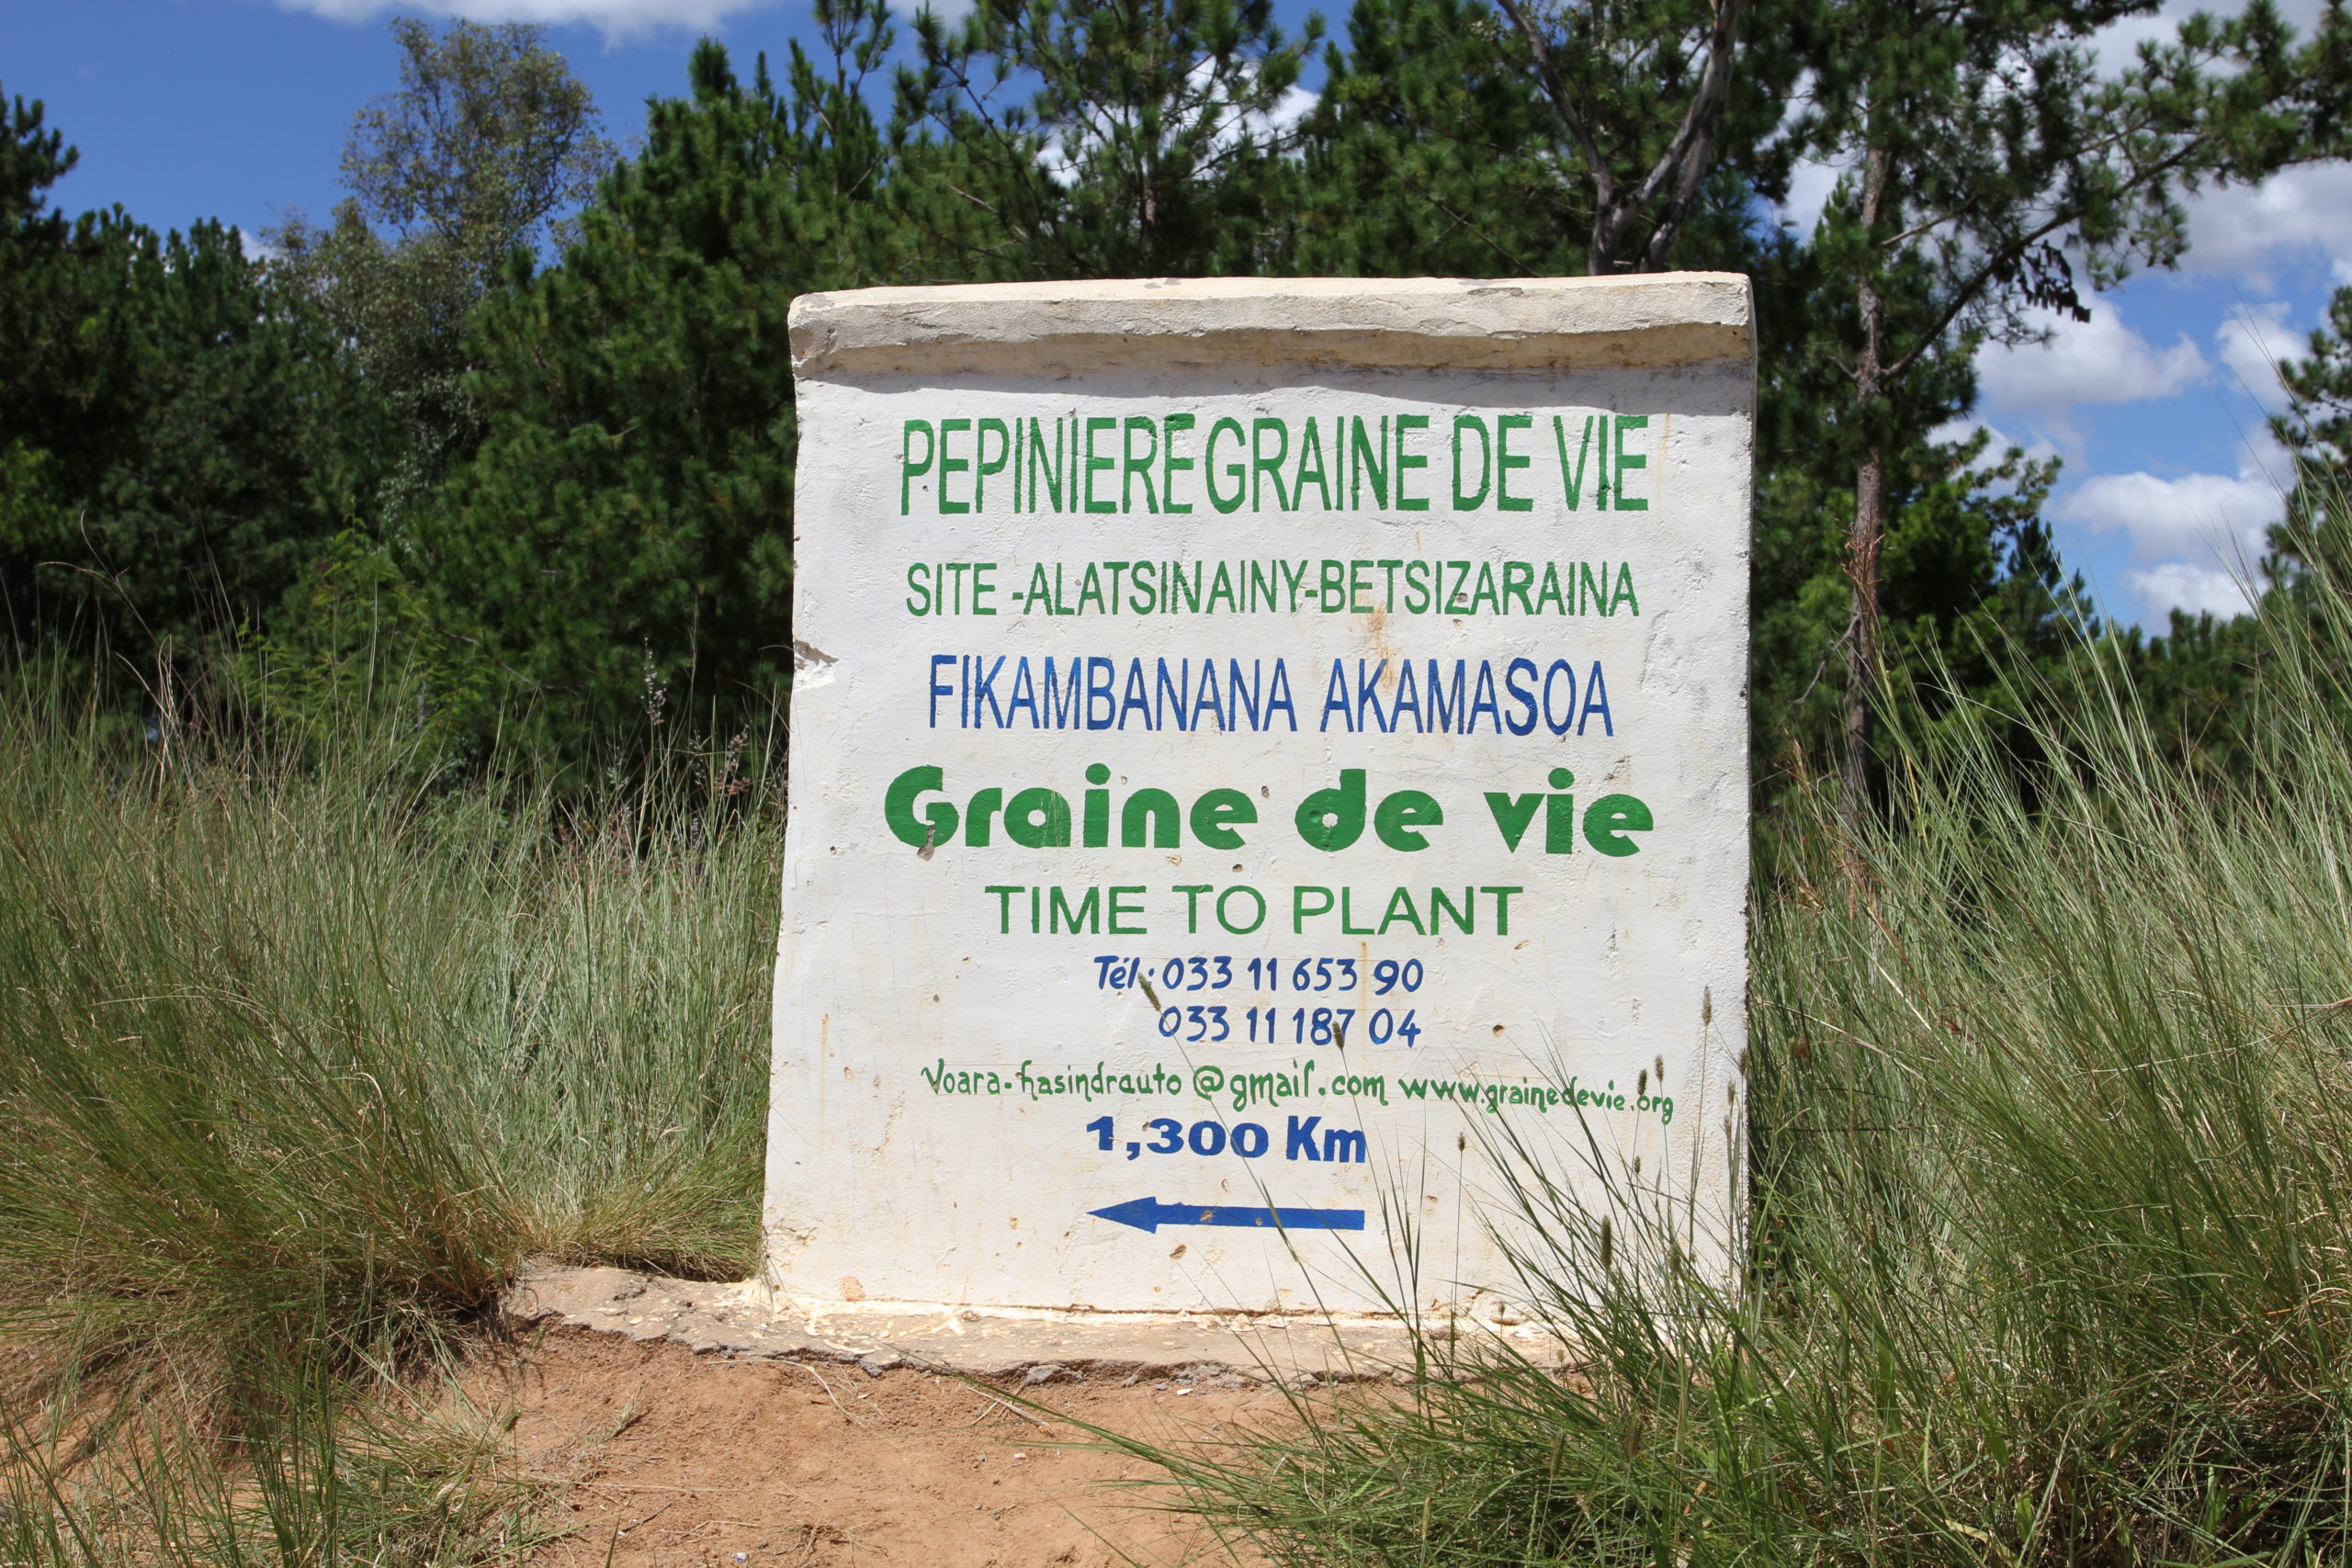 PEPINIERE GRAINE DE VIE
SITE -ALATSINAINY-BETSIZARAINA
FIKAMBANANA AKAMASOA
Graine de vie
TIME TO PLANT
Tél: 033 11 653 90
033 11 187 04
Voara-hasindrauto @gmail.com www.grainedevie.org
1,300 Km